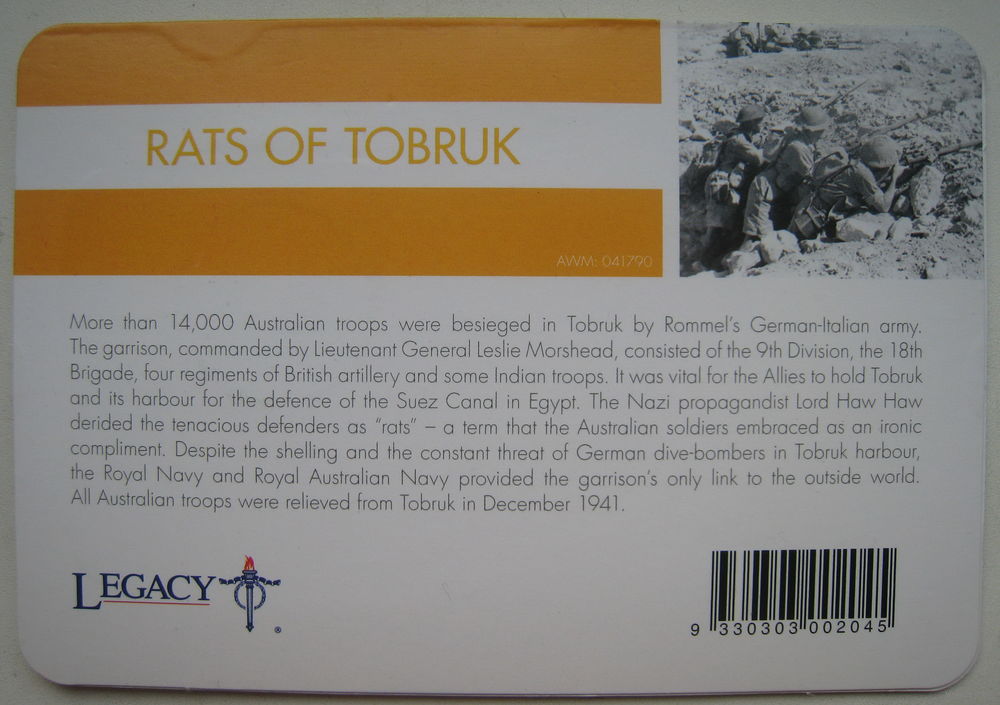 RATS OF TOBRUK
AWM: 041790
More than 14,000 Australian troops were besieged in Tobruk by Rommel's German-Italian army.
The garrison, commanded by Lieutenant General Leslie Morshead, consisted of the 9th Division, the 18th
Brigade, four regiments of British artillery and some Indian troops. It was vital for the Allies to hold Tobruk
and its harbour for the defence of the Suez Canal in Egypt. The Nazi propagandist Lord Haw Haw
derided the tenacious defenders as "rats" – a term that the Australian soldiers embraced as an ironic
compliment. Despite the shelling and the constant threat of German dive-bombers in Tobruk harbour,
the Royal Navy and Royal Australian Navy provided the garrison's only link to the outside world.
All Australian troops were relieved from Tobruk in December 1941.
LEGACY ®
9 330303 002045